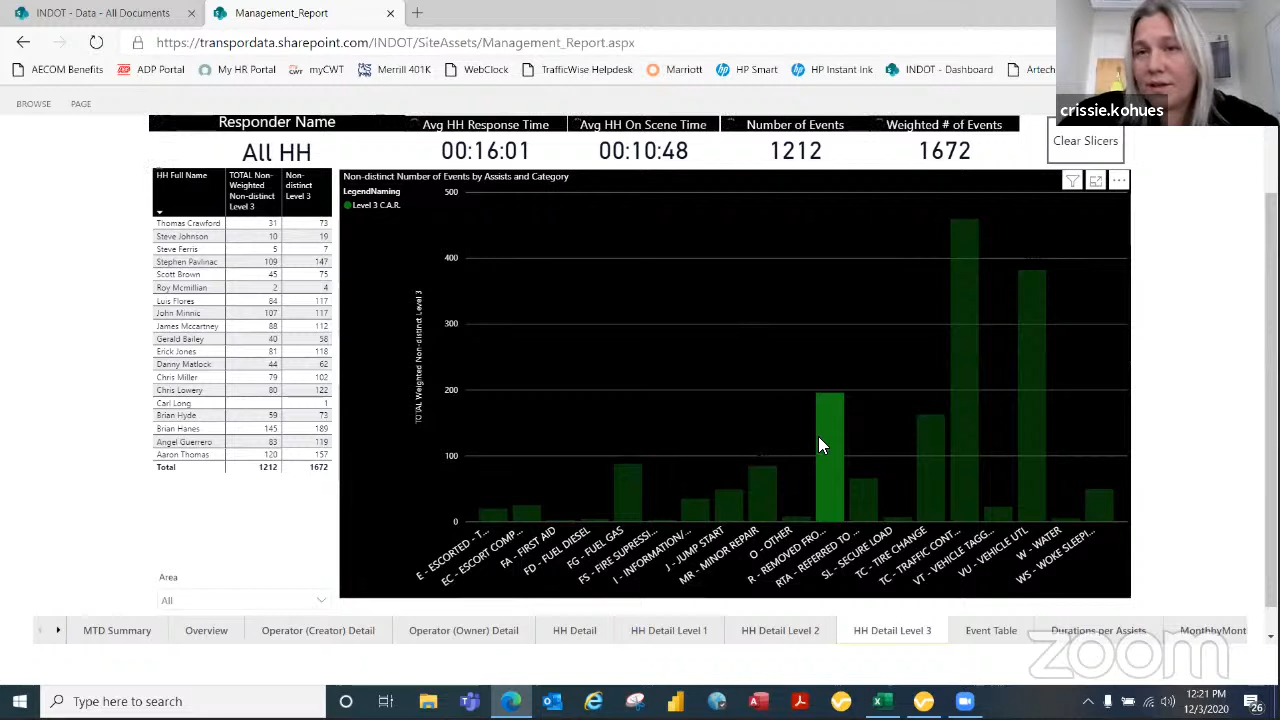 INDOT - Data - All Documents
Management_Report
https://transpordata.sharepoint.com/INDOT/SiteAssets/Management_Report.aspx
AECOM Benefits ADP Portal My HR Portal myCWT Merrill 401K WebClock TrafficWise Helpdesk Marriott HP Smart HP Instant Ink INDOT - Dashboard Artech
BROWSE PAGE
crissie.kohues
Responder Name Avg HH Response Time Avg HH On Scene Time Number of Events Weighted # of Events
All HH 00:16:01 00:10:48 1212 1672
Clear Slicers
HH Full Name
TOTAL Non-
Weighted
Non-distinct
Level 3
Non-
distinct
Level 3
Thomas Crawford 31 73
Steve Johnson 10 19
Steve Ferris 5 7
Stephen Pavlinac 109 147
Scott Brown 45 75
Roy Mcmillian 2 4
Luis Flores 84 117
John Minnic 107 117
James Mccartney 88 112
Gerald Bailey 40 58
Erick Jones 81 118
Danny Matlock 44 62
Chris Miller 79 102
Chris Lowery 80 122
Carl Long 1
Brian Hyde 59 73
Brian Hanes 145 189
Angel Guerrero 83 119
Aaron Thomas 120 157
Total 1212 1672
Non-distinct Number of Events by Assists and Category
LegendNaming
Level 3 C.A.R.
TOTAL Weighted Non-distinct Level 3
500
400
300
200
100
0
E - ESCORTED - T...
EC - ESCORT COMP...
FA - FIRST AID
FD - FUEL DIESEL
FG - FUEL GAS
FS - FIRE SUPRESSI...
I - INFORMATION/...
J - JUMP START
MR - MINOR REPAIR
O - OTHER
R - REMOVED FRO...
RTA - REFERRED TO ...
SL - SECURE LOAD
TC - TIRE CHANGE
TC - TRAFFIC CONT...
VT - VEHICLE TAGG...
VU - VEHICLE UTL
W - WATER
WS - WOKE SLEEPI...
Area
All
MTD Summary Overview Operator (Creator) Detail Operator (Owner) Detail HH Detail HH Detail Level 1 HH Detail Level 2 HH Detail Level 3 Event Table Durations per Assists MonthbyMont
zoom
Type here to search
12:21 PM
12/3/2020
26